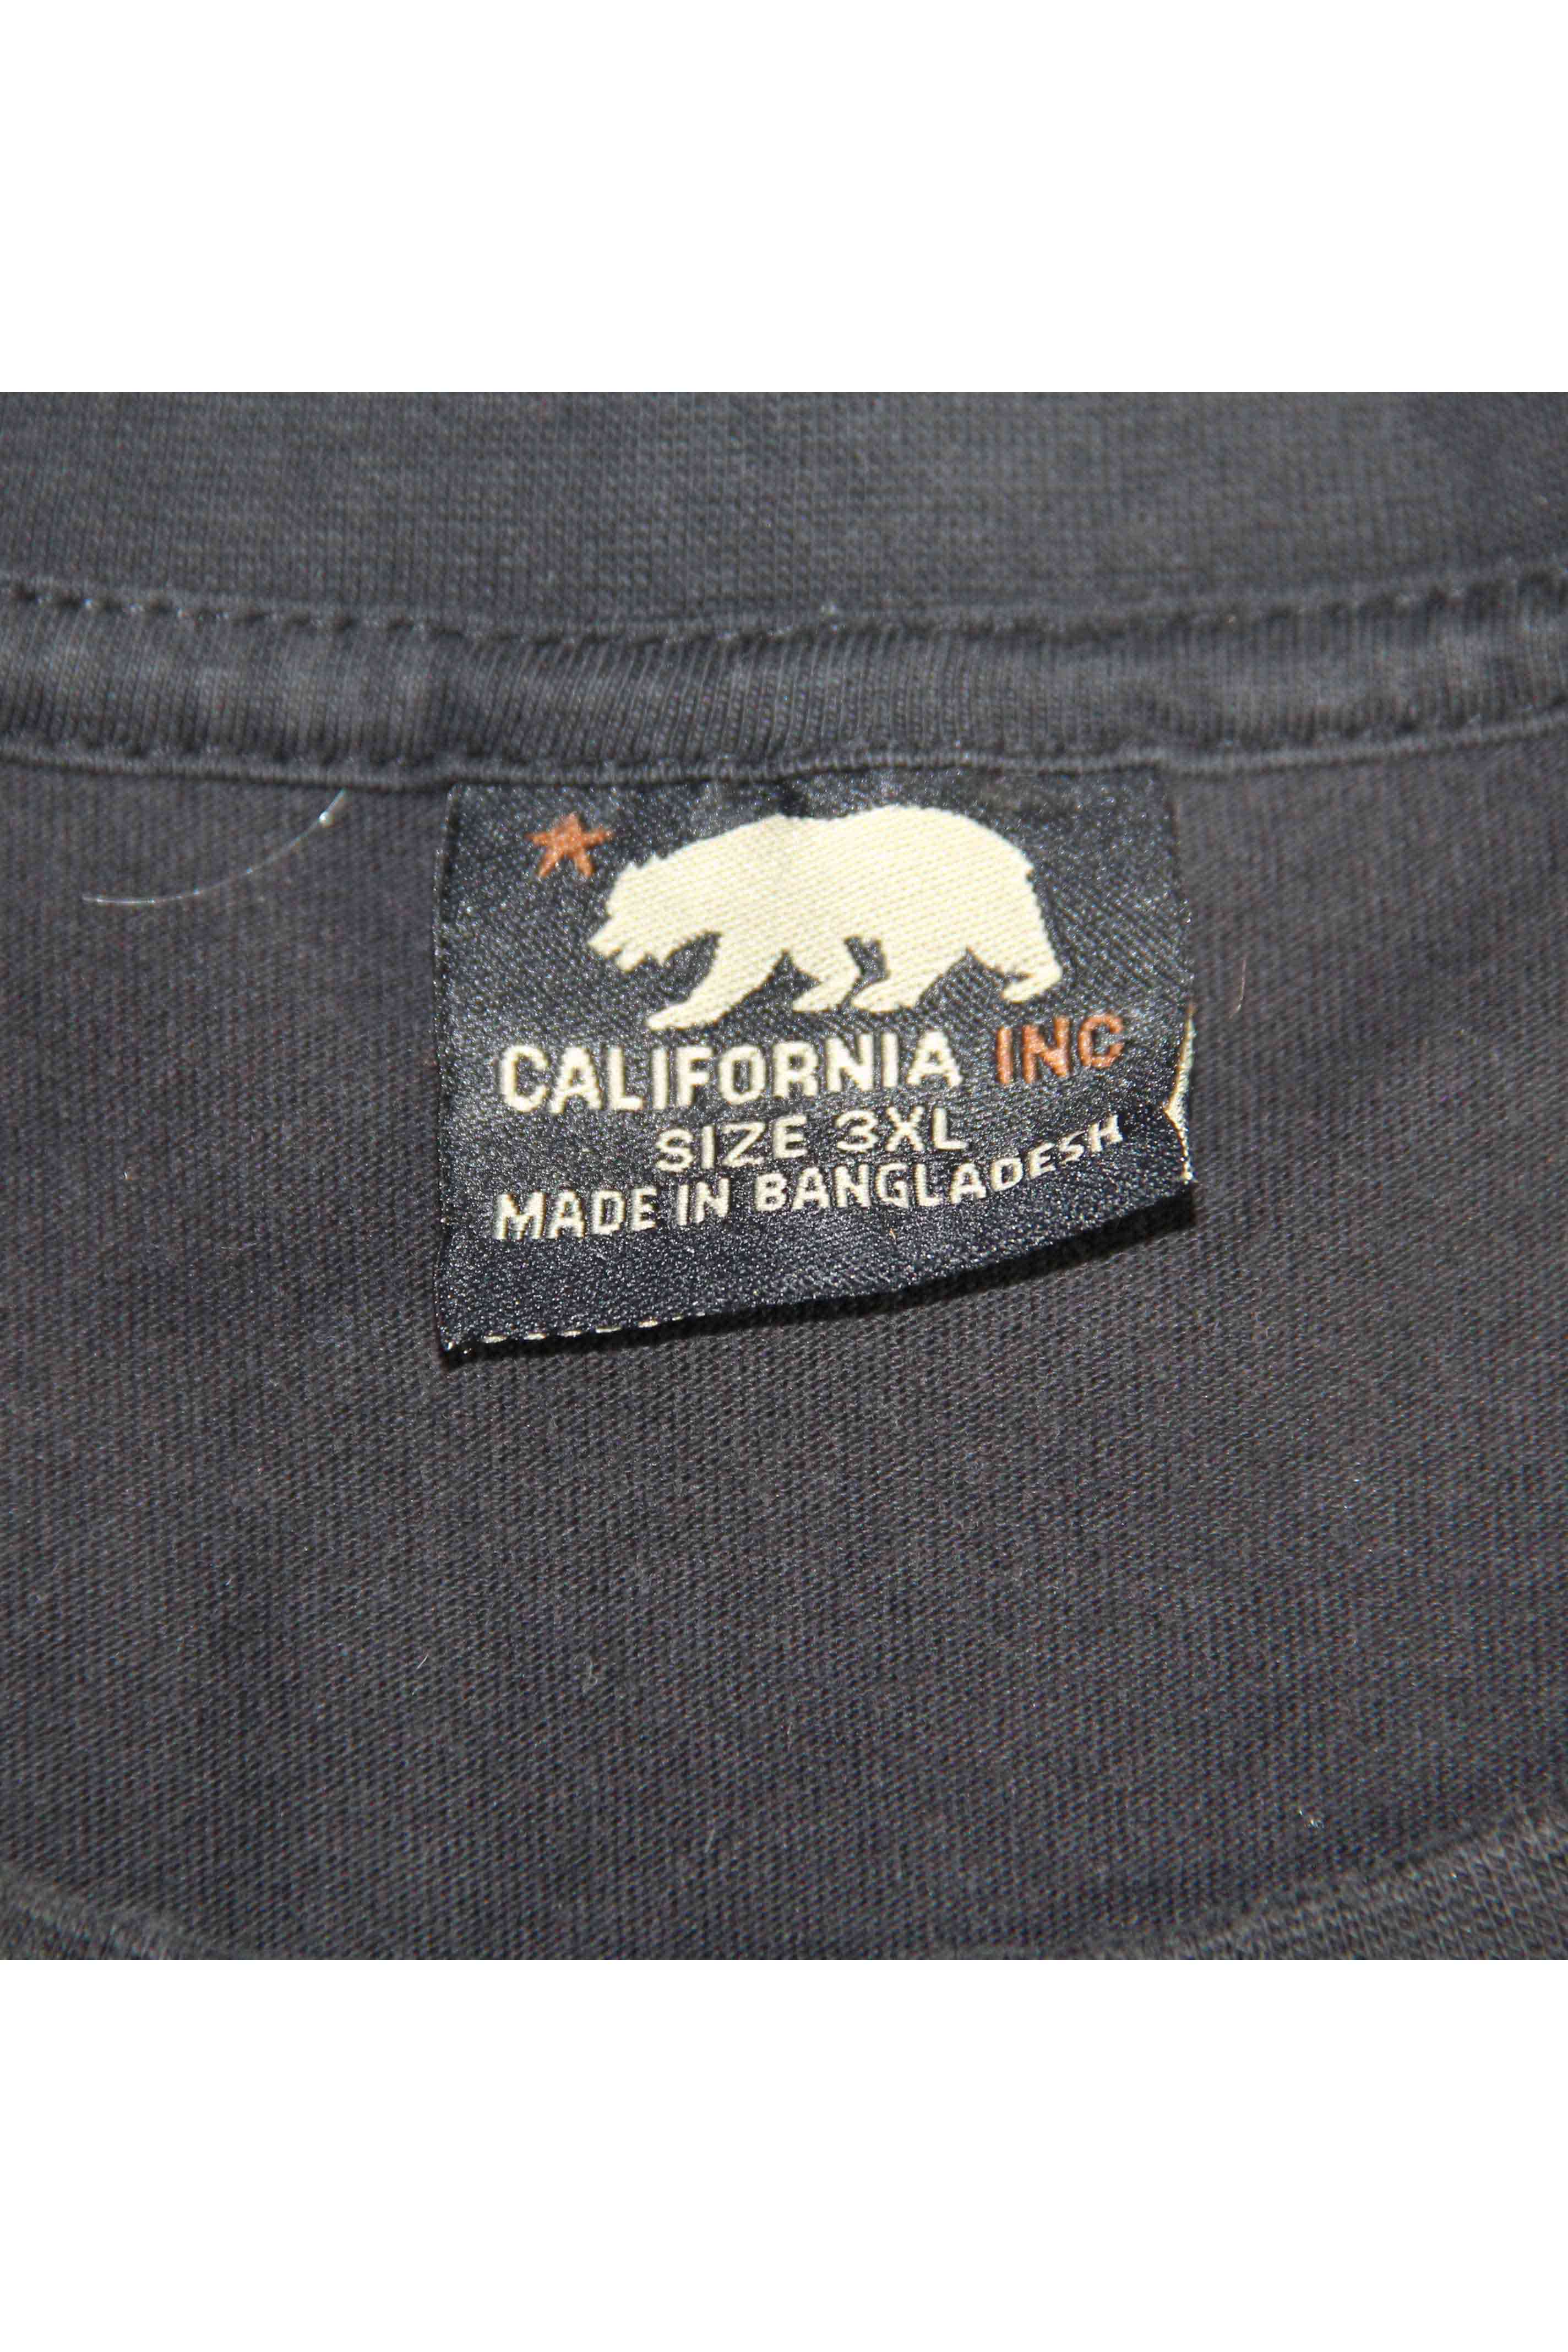 CALIFORNIA INC
SIZE 3XL
MADE IN BANGLADESH